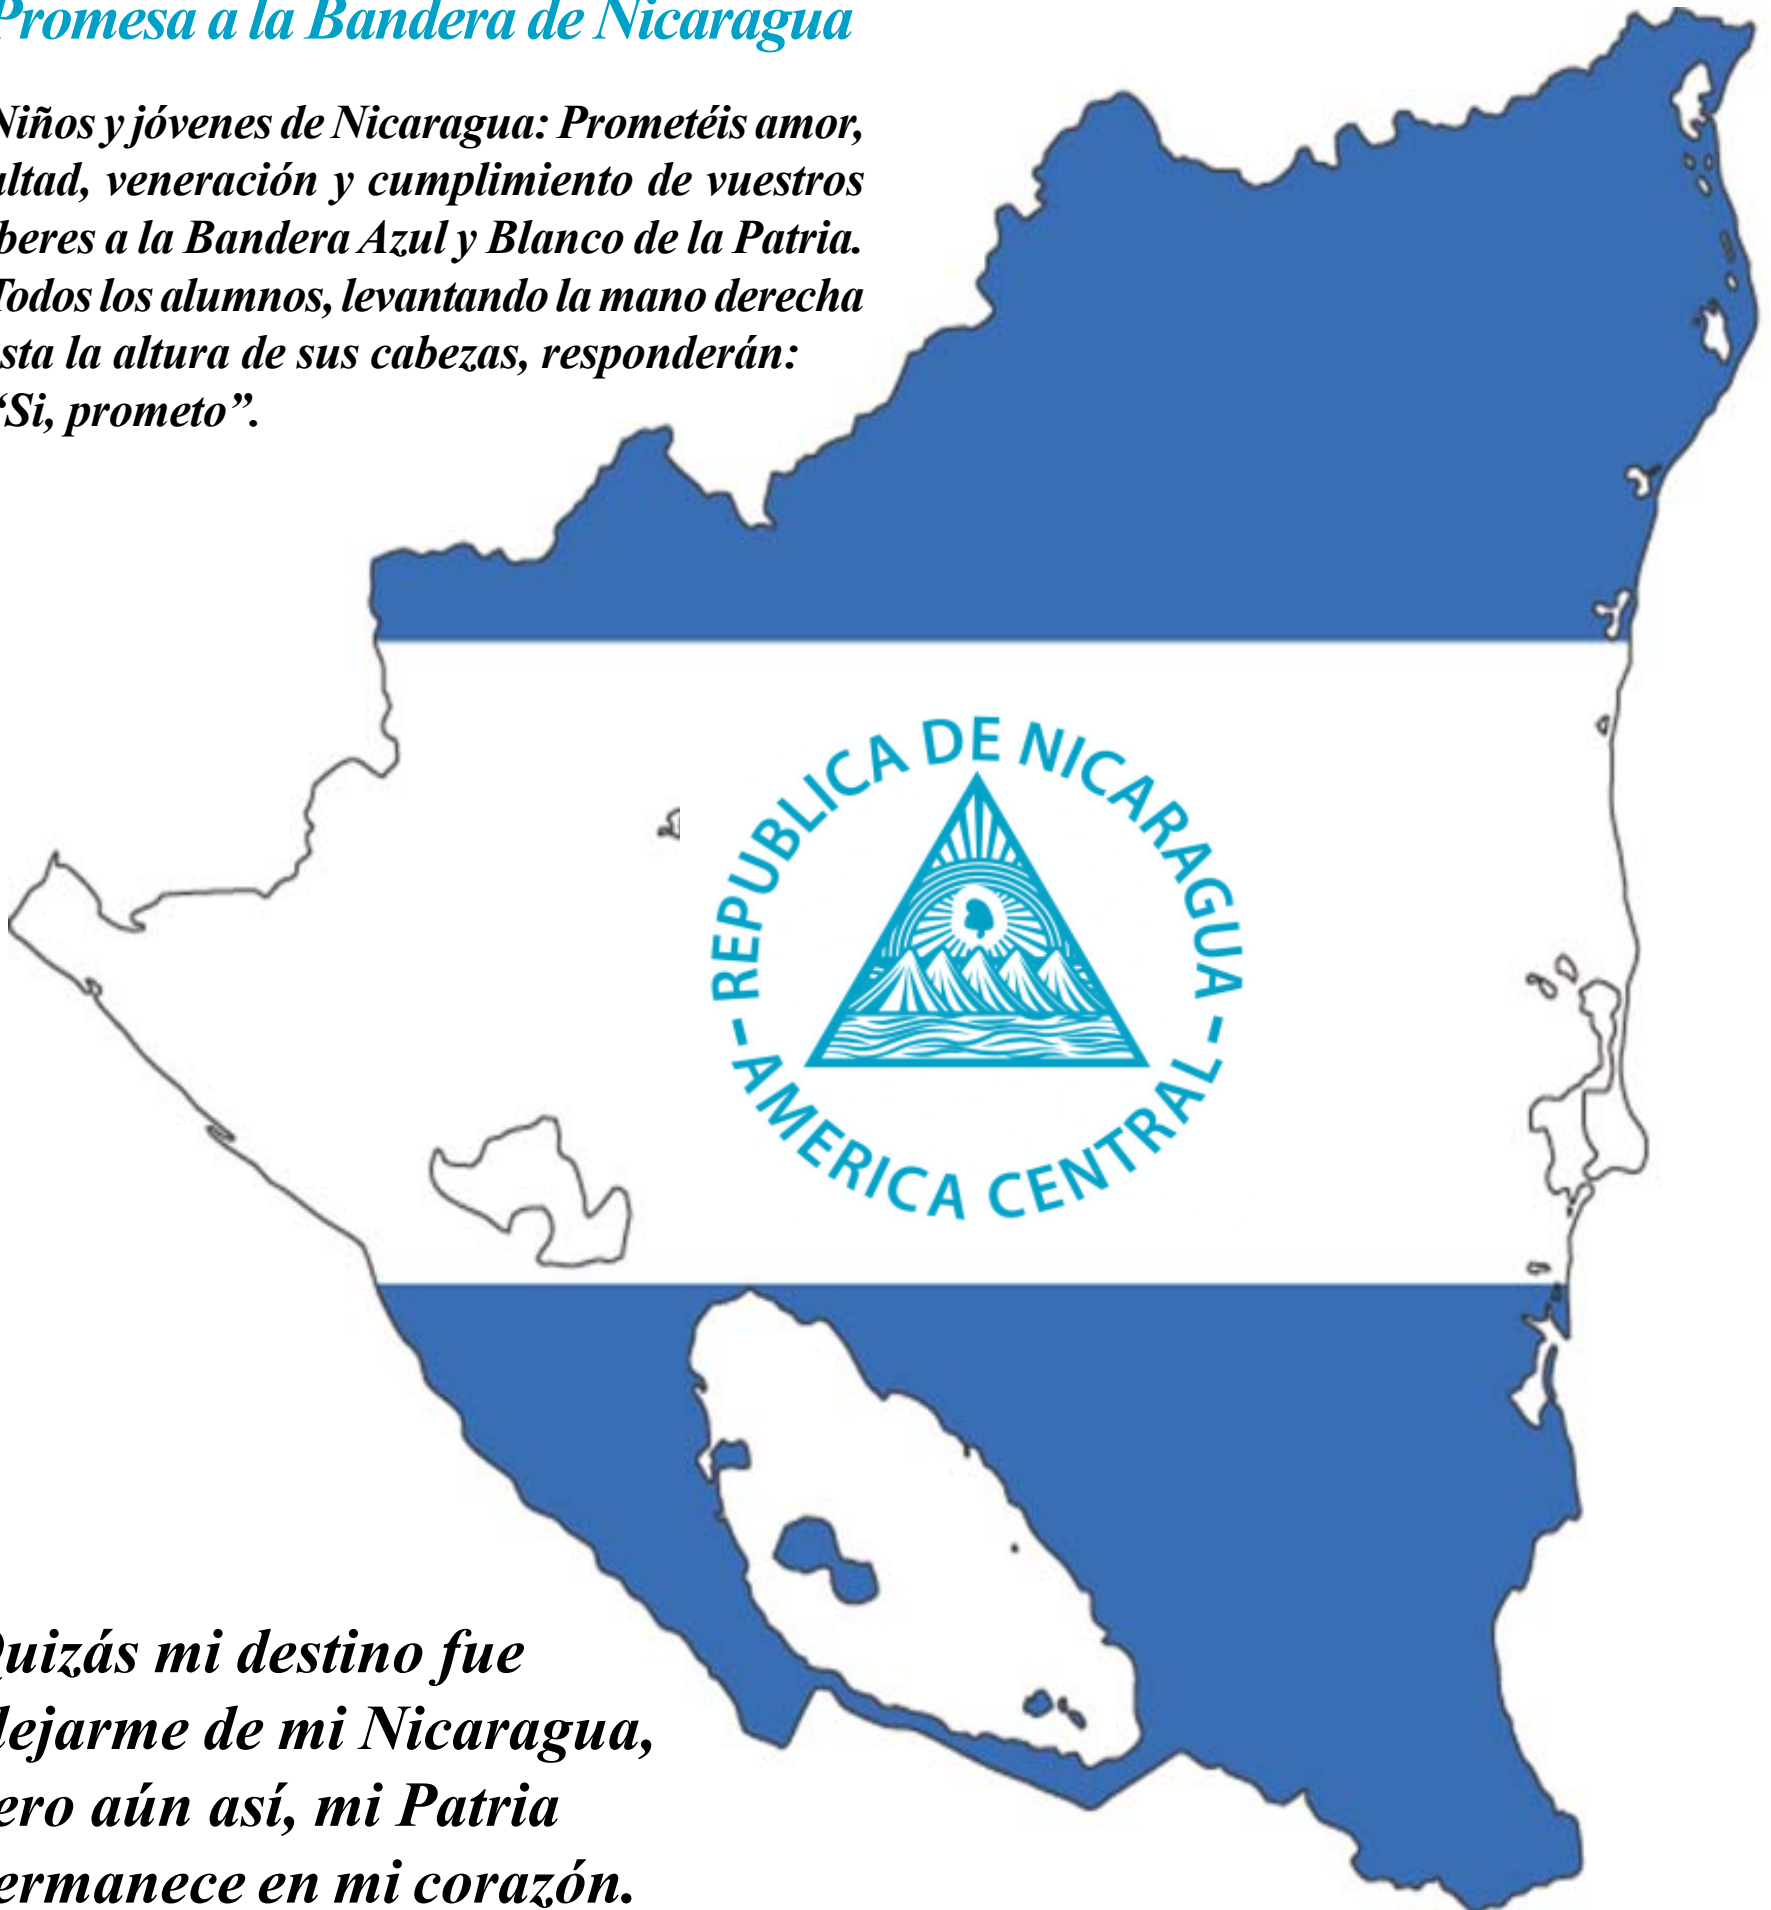 Promesa a la Bandera de Nicaragua
Niños y jóvenes de Nicaragua: Prometéis amor,
altad, veneración y cumplimiento de vuestros
beres a la Bandera Azul y Blanco de la Patria.
Todos los alumnos, levantando la mano derecha
sta la altura de sus cabezas, responderán:
“Si, prometo”.
REPUBLICA DE NICARAGUA
- AMERICA CENTRAL -
Quizás mi destino fue
lejarme de mi Nicaragua,
ero aún así, mi Patria
ermanece en mi corazón.